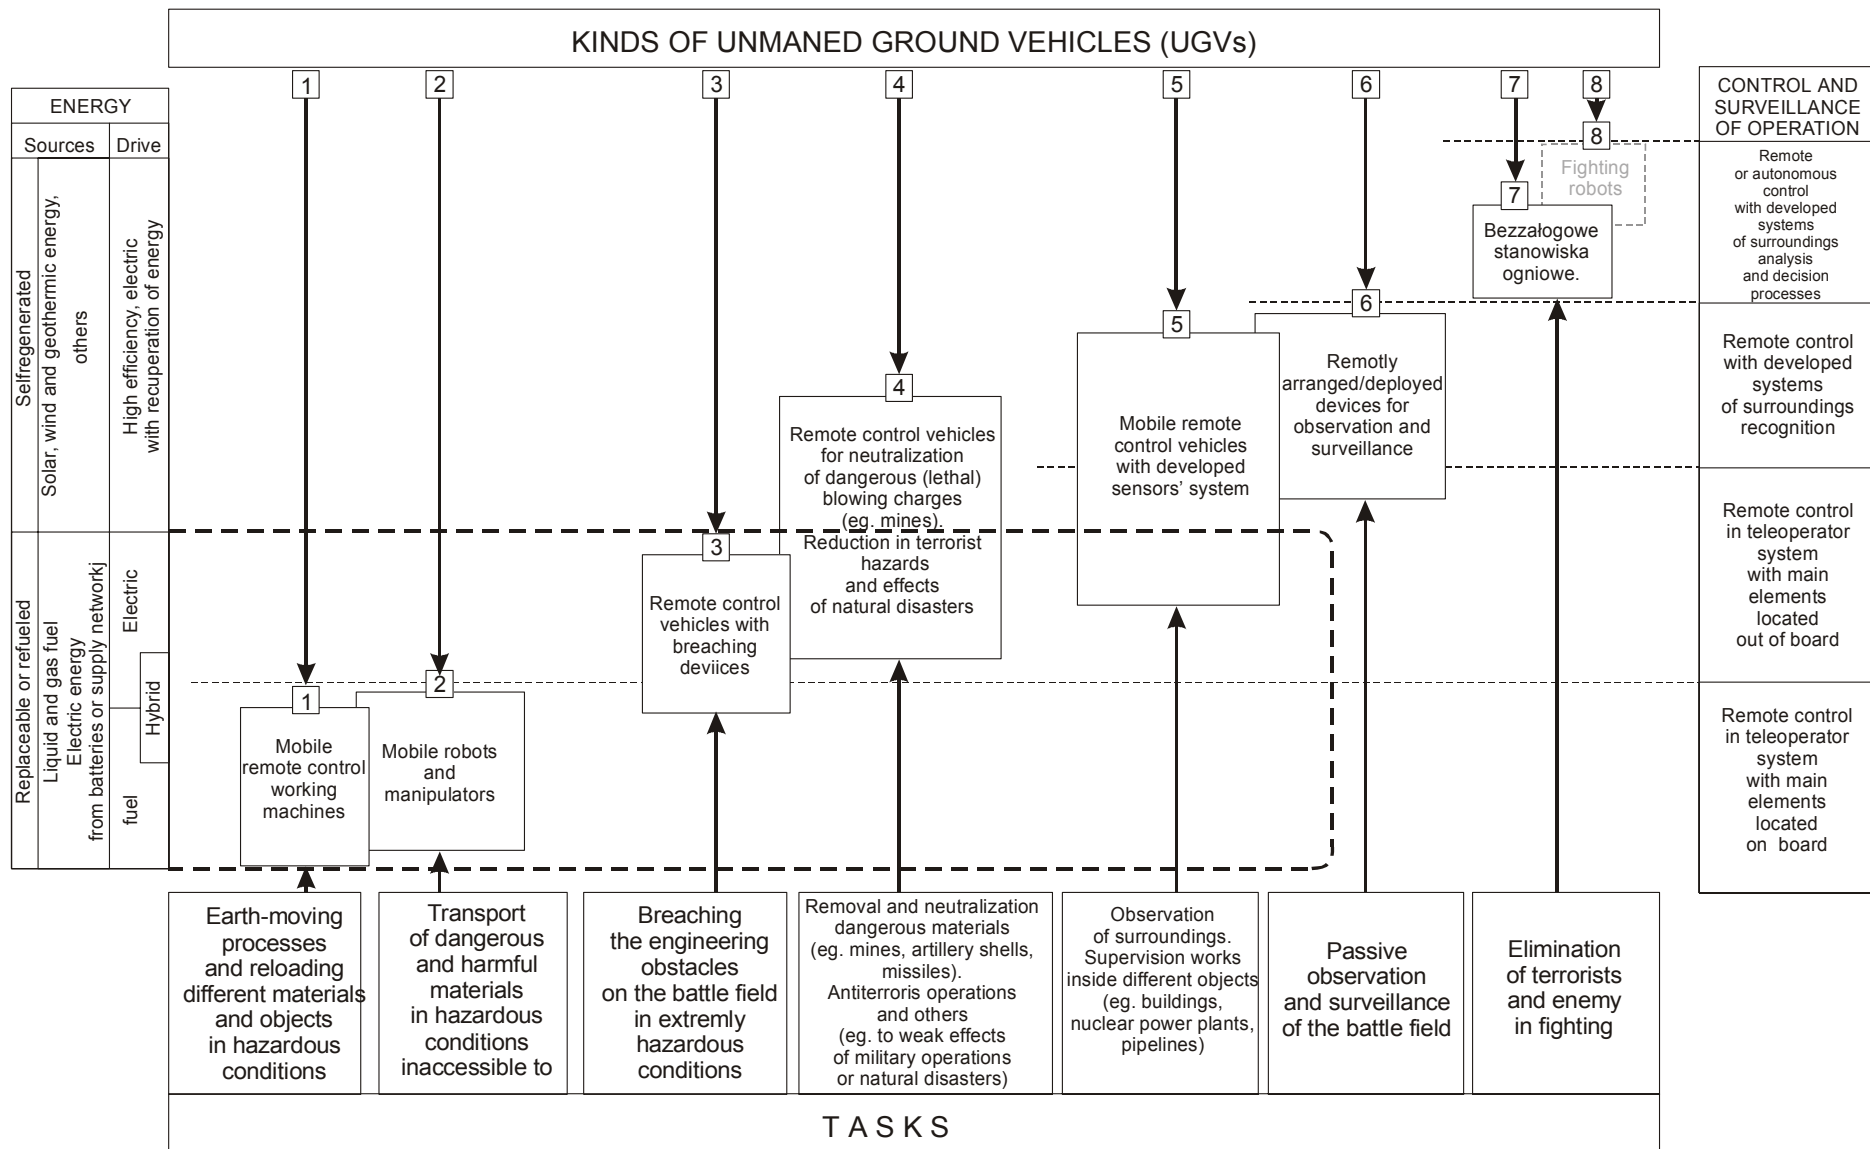 KINDS OF UNMANED GROUND VEHICLES (UGVs)
1
2
3
4
5
6
7
8
ENERGY
Sources
Drive
Selfregenerated
Solar, wind and geothermic energy,
others
High efficiency, electric
with recuperation of energy
Replaceable or refueled
Liquid and gas fuel
Electric energy
from batteries or supply networkj
Electric
Hybrid
fuel
8
Fighting
robots
7
Bezzałogowe
stanowiska
ogniowe.
6
Remotly
arranged/deployed
devices for
observation and
surveillance
5
Mobile remote
control vehicles
with developed
sensors' system
4
Remote control vehicles
for neutralization
of dangerous (lethal)
blowing charges
(eg. mines).
Reduction in terrorist
hazards
and effects
of natural disasters
3
Remote control
vehicles with
breaching
deviices
2
Mobile robots
and
manipulators
1
Mobile
remote control
working
machines
CONTROL AND
SURVEILLANCE
OF OPERATION
Remote
or autonomous
control
with developed
systems
of surroundings
analysis
and decision
processes
Remote control
with developed
systems
of surroundings
recognition
Remote control
in teleoperator
system
with main
elements
located
out of board
Remote control
in teleoperator
system
with main
elements
located
on board
Earth-moving
processes
and reloading
different materials
and objects
in hazardous
conditions
Transport
of dangerous
and harmful
materials
in hazardous
conditions
inaccessible to
Breaching
the engineering
obstacles
on the battle field
in extremly
hazardous
conditions
Removal and neutralization
dangerous materials
(eg. mines, artillery shells,
missiles).
Antiterroris operations
and others
(eg. to weak effects
of military operations
or natural disasters)
Observation
of surroundings.
Supervision works
inside different objects
(eg. buildings,
nuclear power plants,
pipelines)
Passive
observation
and surveillance
of the battle field
Elimination
of terrorists
and enemy
in fighting
TASKS